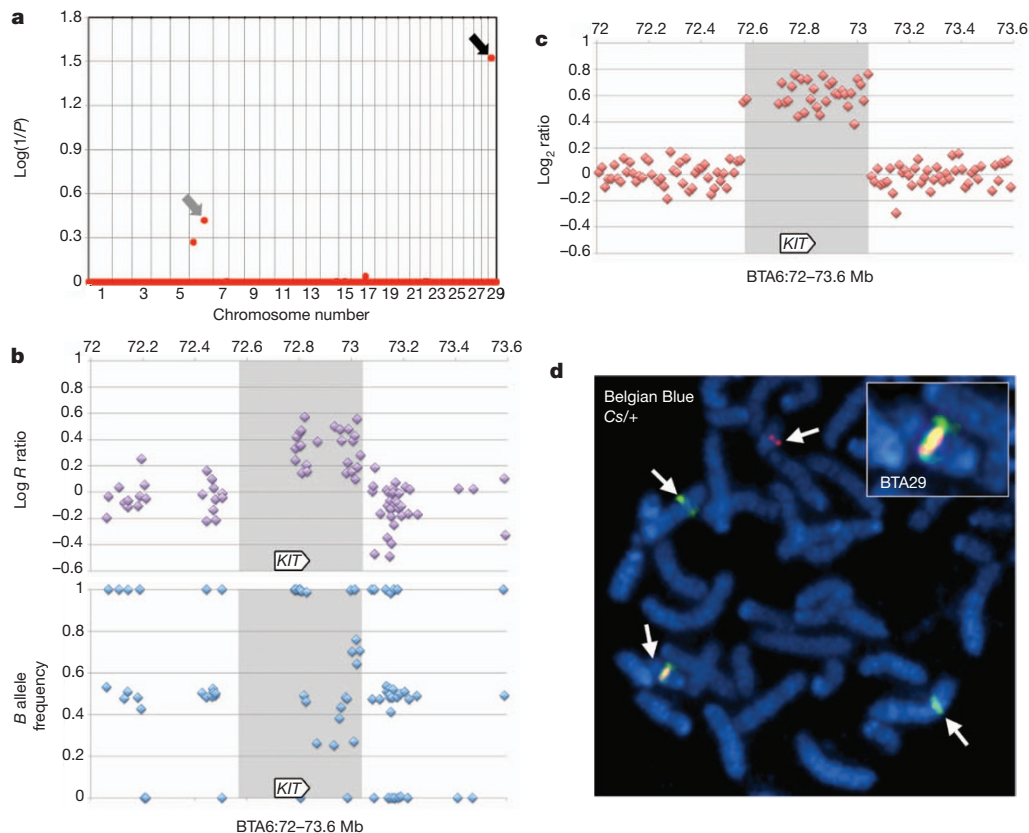 a
1.8
1.5
1.2
0.9
0.6
0.3
0
Log(1/P)
1 3 5 7 9 11 13 15 17 19 21 23 25 27 29
Chromosome number
b
72 72.2 72.4 72.6 72.8 73 73.2 73.6
1
0.8
0.6
0.4
0.2
0
−0.2
−0.4
−0.6
Log R ratio
KIT
1
0.8
0.6
0.4
0.2
0
B allele
frequency
KIT
BTA6:72–73.6 Mb
c
72 72.2 72.4 72.6 72.8 73 73.2 73.6
1
0.8
0.6
0.4
0.2
0
−0.2
−0.4
−0.6
Log2 ratio
KIT
BTA6:72–73.6 Mb
d
Belgian Blue
Cs/+
BTA29